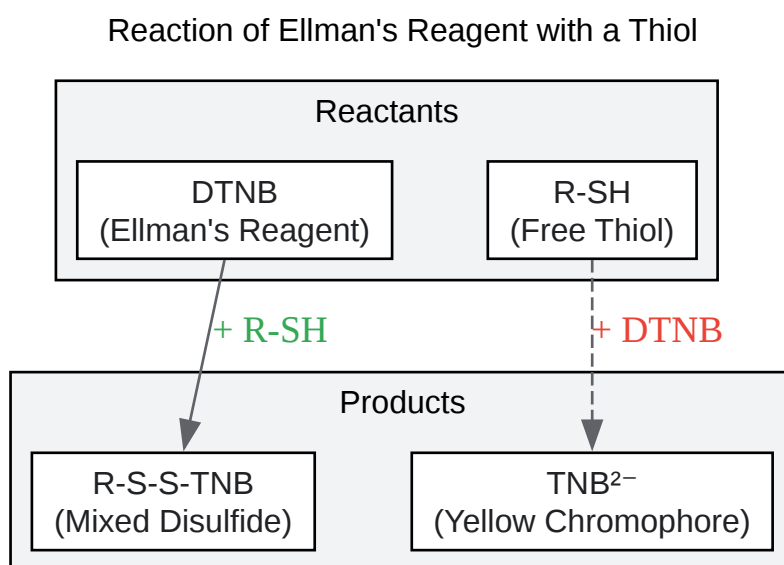 Reaction of Ellman's Reagent with a Thiol
Reactants
DTNB
(Ellman's Reagent)
R-SH
(Free Thiol)
+ R-SH
+ DTNB
Products
R-S-S-TNB
(Mixed Disulfide)
TNB²⁻
(Yellow Chromophore)